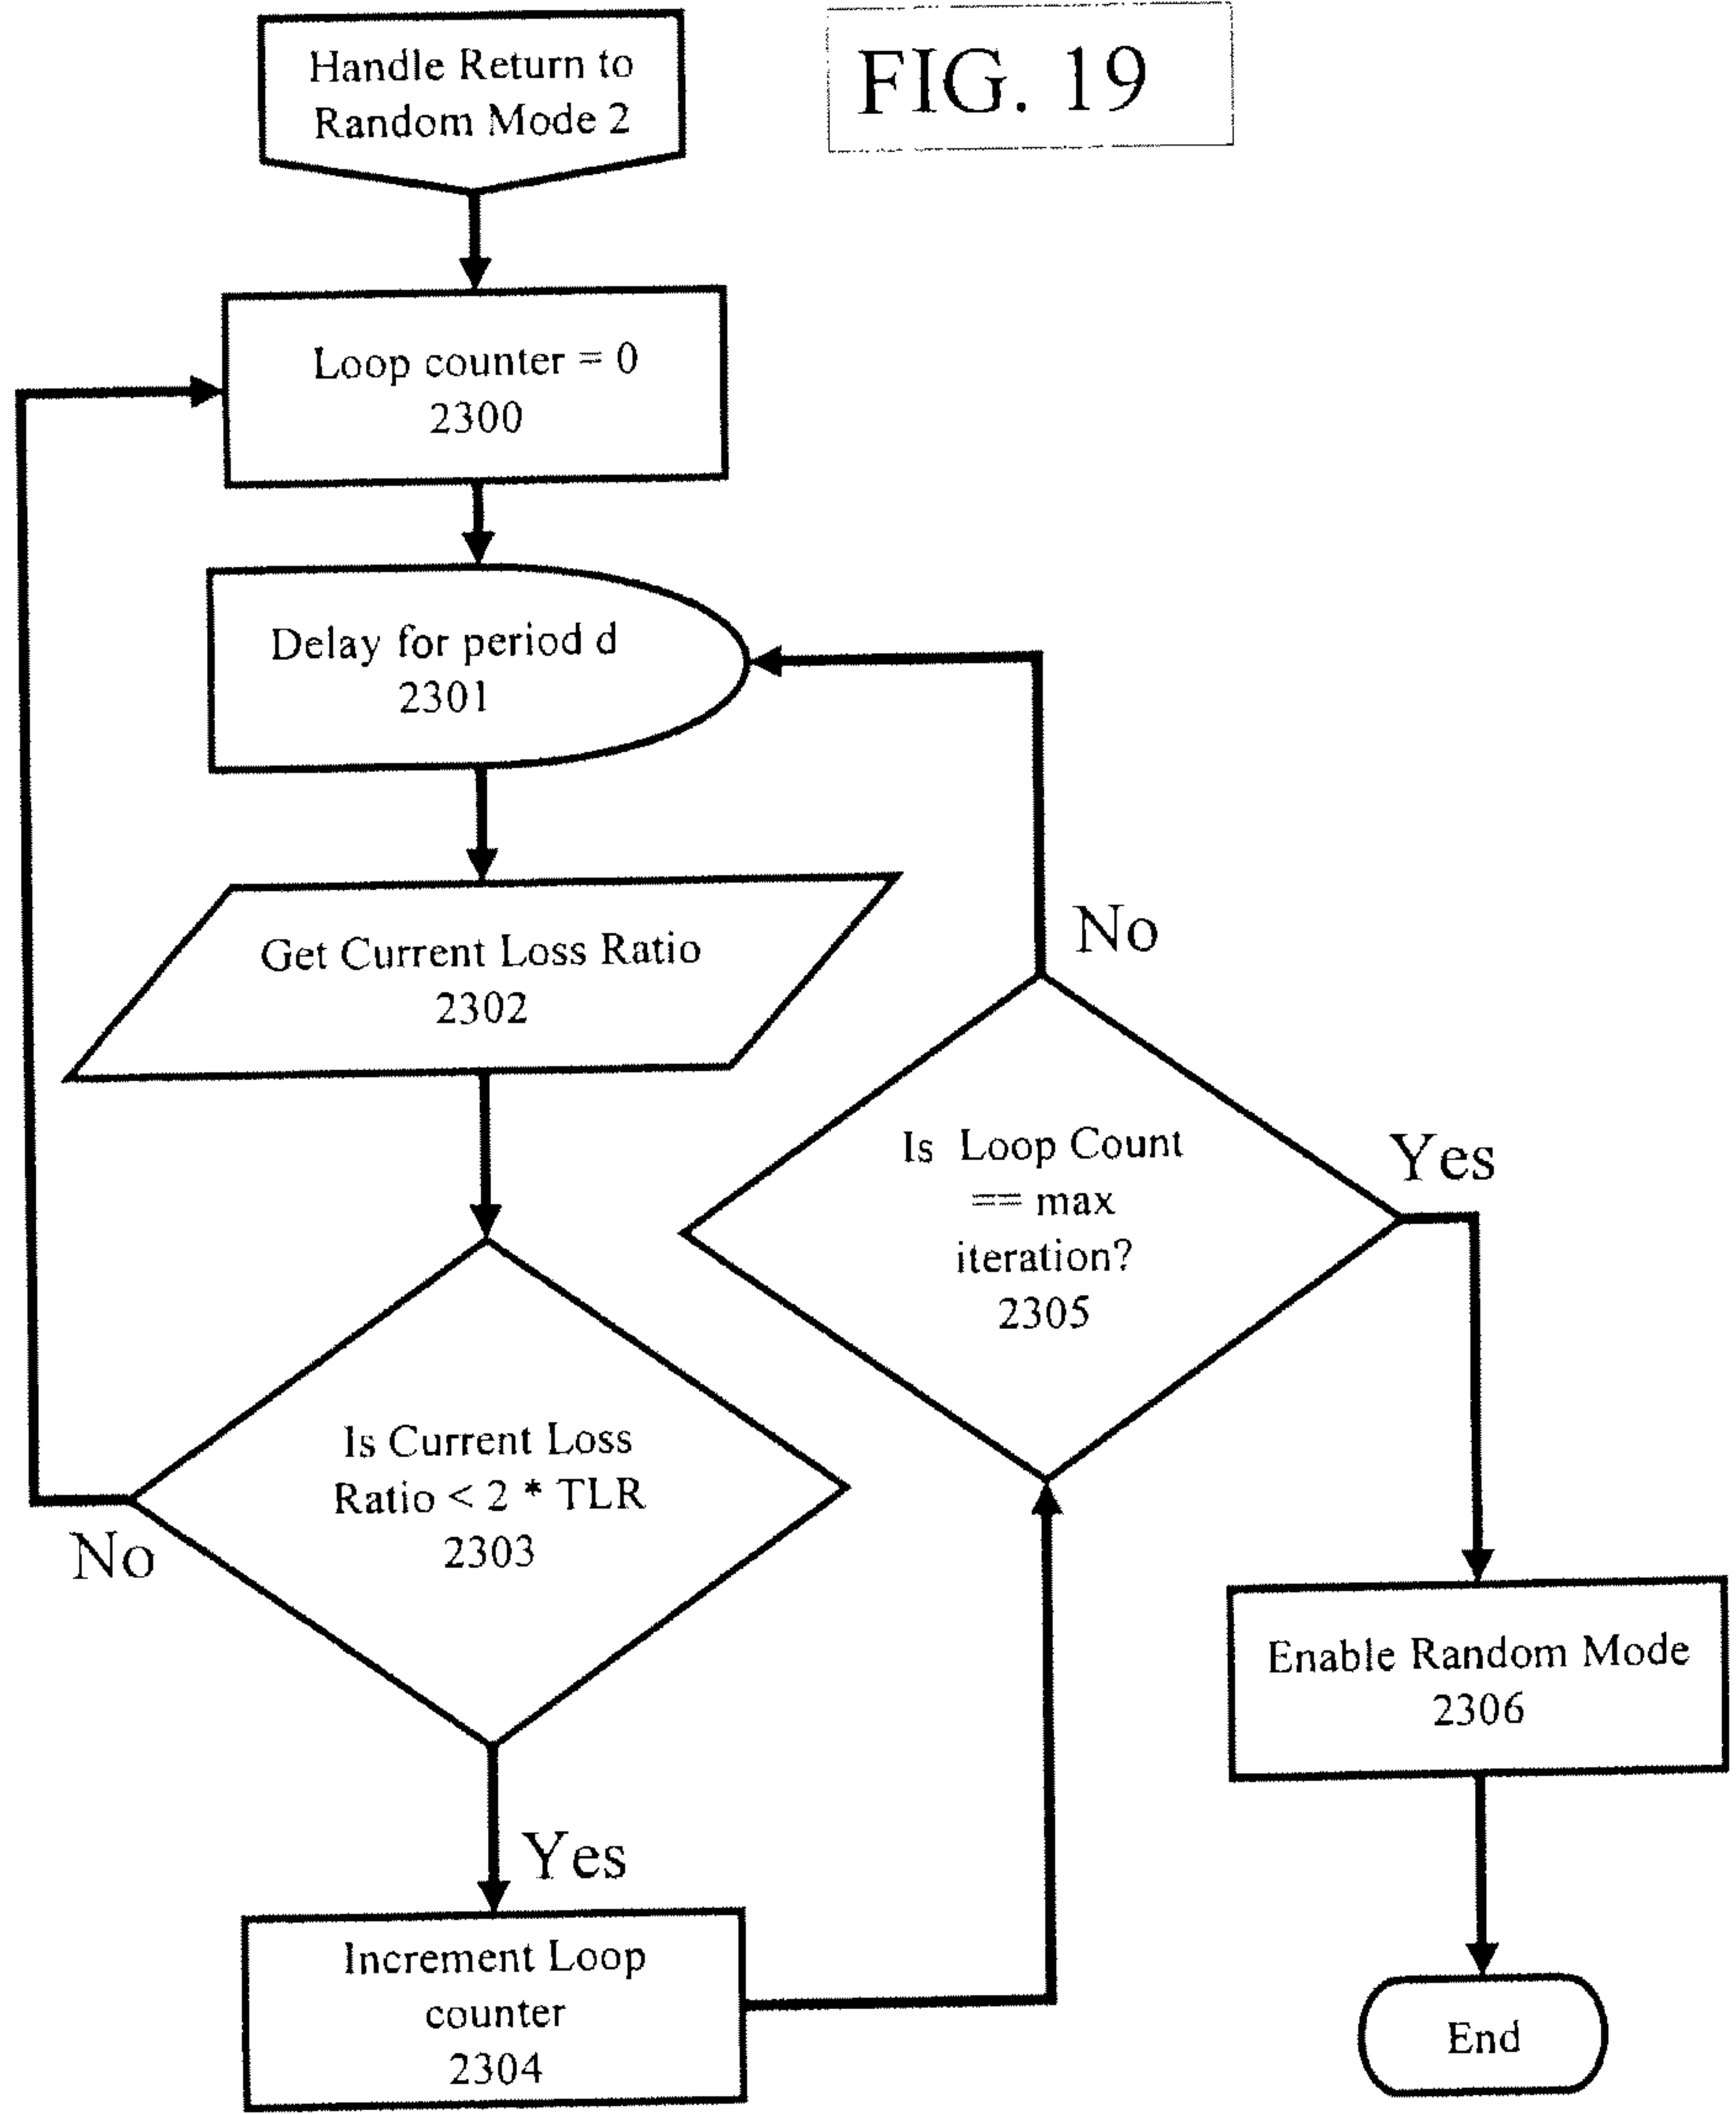 Handle Return to
Random Mode 2
FIG. 19
Loop counter = 0
2300
Delay for period d
2301
Get Current Loss Ratio
2302
No
Is Loop Count
== max
iteration?
2305
Yes
Is Current Loss
Ratio < 2 * TLR
2303
No
Yes
Increment Loop
counter
2304
Enable Random Mode
2306
End